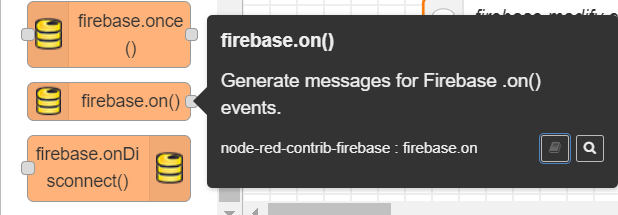 firebase.once
()
firebase.on()
firebase.onDi
sconnect()
firebase.on()
Generate messages for Firebase .on()
events.
node-red-contrib-firebase : firebase.on